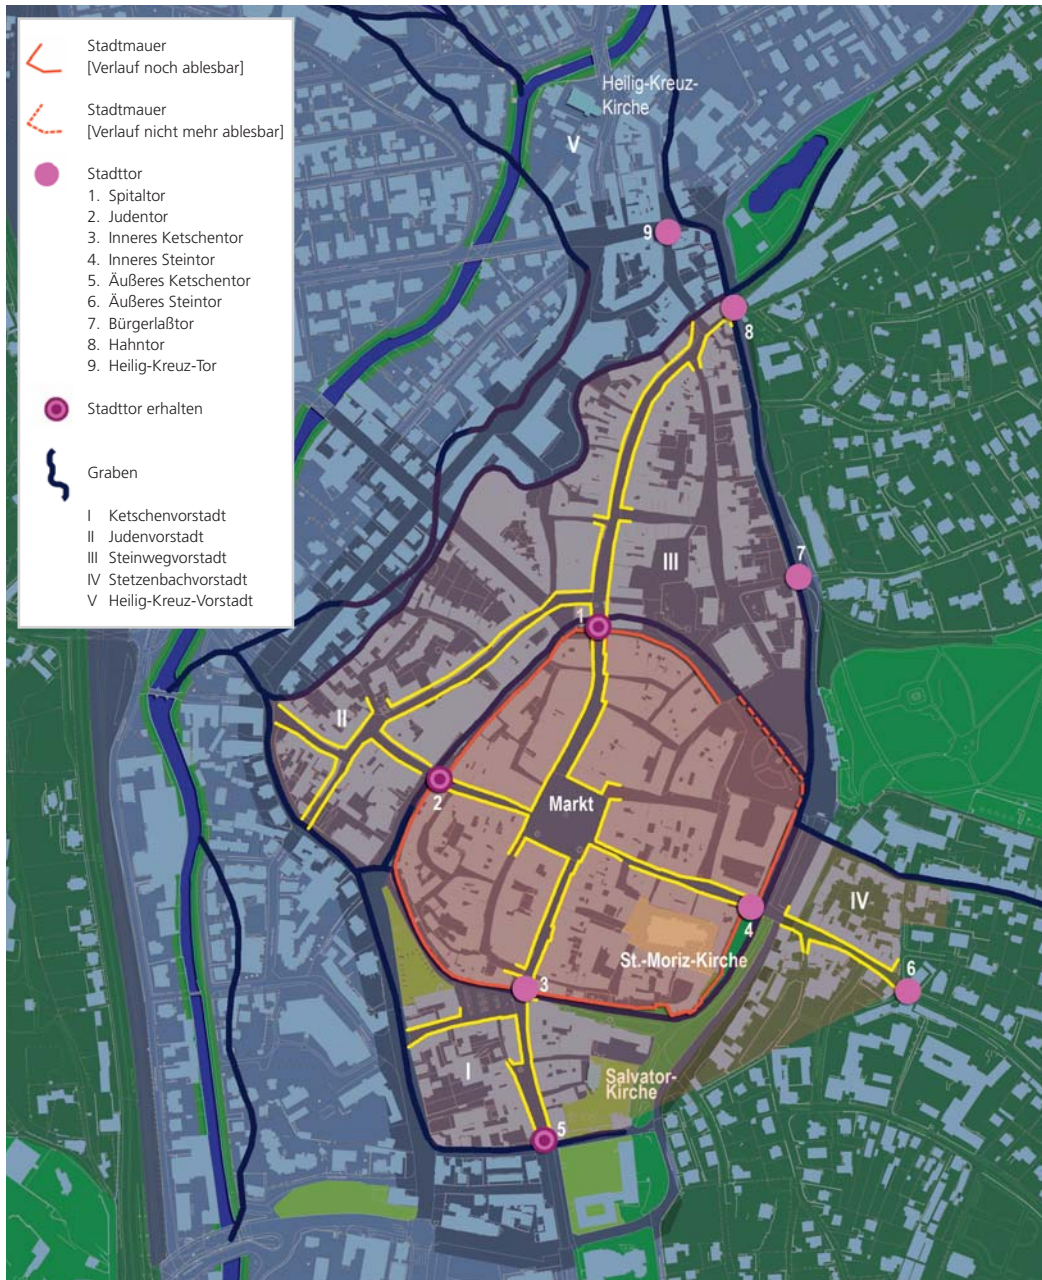 Stadtmauer
[Verlauf noch ablesbar]
Stadtmauer
[Verlauf nicht mehr ablesbar]
Stadttor
1. Spitaltor
2. Judentor
3. Inneres Ketschentor
4. Inneres Steintor
5. Äußeres Ketschentor
6. Äußeres Steintor
7. Bürgerlaßtor
8. Hahntor
9. Heilig-Kreuz-Tor
Stadttor erhalten
Graben
I Ketschenvorstadt
II Judenvorstadt
III Steinwegvorstadt
IV Stetzenbachvorstadt
V Heilig-Kreuz-Vorstadt
Heilig-Kreuz-
Kirche
V
9
8
7
III
1
II
2
Markt
IV
4
St.-Moriz-Kirche
6
3
I
Salvator-
Kirche
5